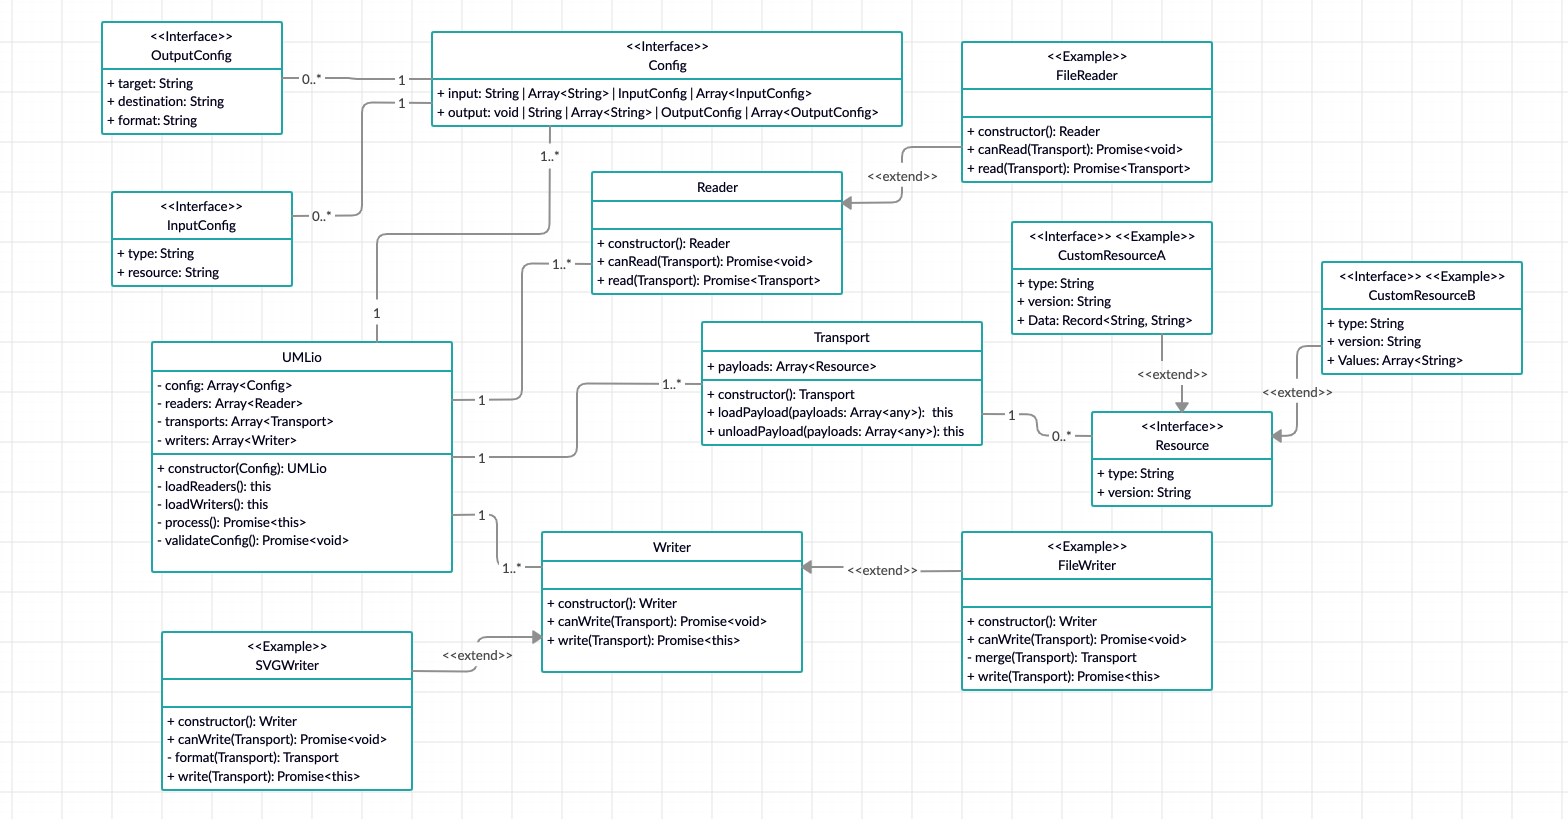 <<Interface>>
OutputConfig
+ target: String
+ destination: String
+ format: String
0..*
1
<<Interface>>
Config
+ input: String | Array<String> | InputConfig | Array<InputConfig>
+ output: void | String | Array<String> | OutputConfig | Array<OutputConfig>
1
0..*
<<Interface>>
InputConfig
+ type: String
+ resource: String
1..*
1
<<Example>>
FileReader
+ constructor(): Reader
+ canRead(Transport): Promise<void>
+ read(Transport): Promise<Transport>
<<extend>>
Reader
+ constructor(): Reader
+ canRead(Transport): Promise<void>
+ read(Transport): Promise<Transport>
1..*
1
<<Interface>> <<Example>>
CustomResourceA
+ type: String
+ version: String
+ Data: Record<String, String>
<<extend>>
<<Interface>> <<Example>>
CustomResourceB
+ type: String
+ version: String
+ Values: Array<String>
<<extend>>
UMLio
- config: Array<Config>
- readers: Array<Reader>
- transports: Array<Transport>
- writers: Array<Writer>
+ constructor(Config): UMLio
- loadReaders(): this
- loadWriters(): this
- process(): Promise<this>
- validateConfig(): Promise<void>
1
1..*
Transport
+ payloads: Array<Resource>
+ constructor(): Transport
+ loadPayload(payloads: Array<any>):  this
+ unloadPayload(payloads: Array<any>): this
1
0..*
<<Interface>>
Resource
+ type: String
+ version: String
1
1..*
Writer
+ constructor(): Writer
+ canWrite(Transport): Promise<void>
+ write(Transport): Promise<this>
<<extend>>
<<Example>>
FileWriter
+ constructor(): Writer
+ canWrite(Transport): Promise<void>
- merge(Transport): Transport
+ write(Transport): Promise<this>
<<extend>>
<<Example>>
SVGWriter
+ constructor(): Writer
+ canWrite(Transport): Promise<void>
- format(Transport): Transport
+ write(Transport): Promise<this>